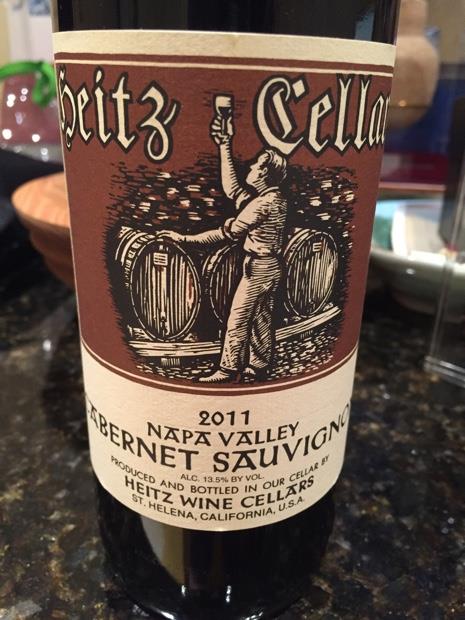 Heitz Cellar
2011
NAPA VALLEY
CABERNET SAUVIGNO
ALC. 13.5% BY VOL.
PRODUCED AND BOTTLED IN OUR CELLAR BY
HEITZ WINE CELLARS
ST. HELENA, CALIFORNIA, U.S.A.